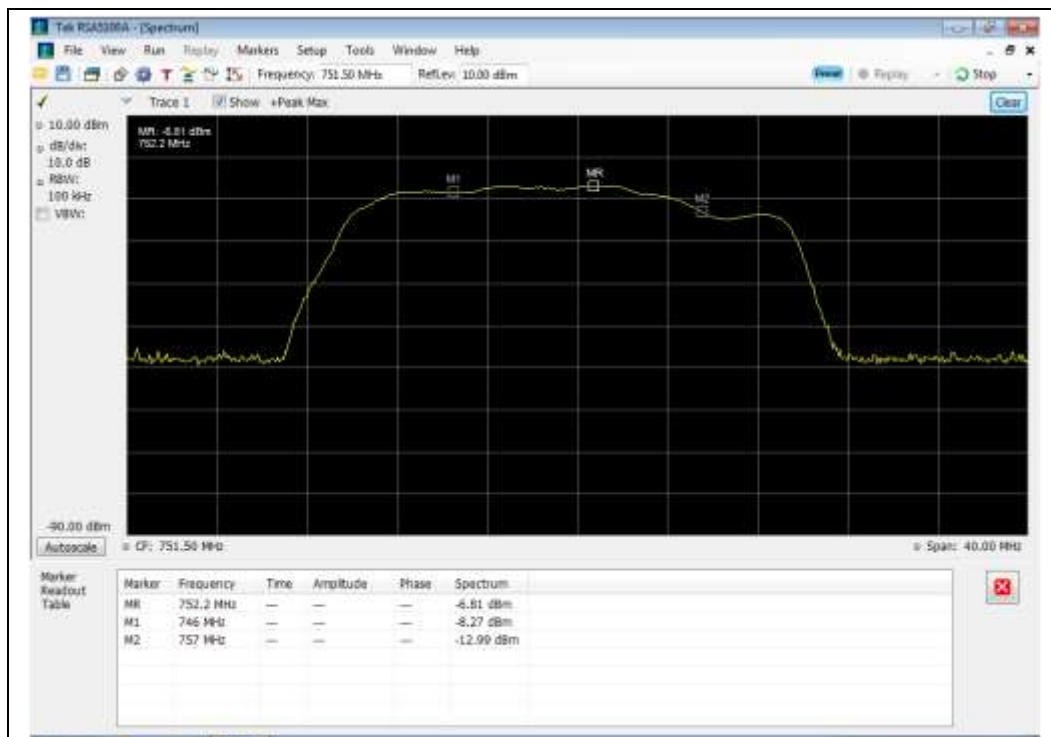 Tek RSA5100A - [Spectrum]
File View Run Replay Markers Setup Tools Window Help
Frequency: 751.50 MHz RefLev: 10.00 dBm Preset Replay Stop
Trace 1 Show +Peak Max Clear
10.00 dBm
dB/div:
10.0 dB
RBW:
100 kHz
VBW:
MR: -6.81 dBm
752.2 MHz
M1
MR
M2
-90.00 dBm
Autoscale CF: 751.50 MHz Span: 40.00 MHz
Marker
Readout
Table
Marker Frequency Time Amplitude Phase Spectrum
MR 752.2 MHz --- --- --- -6.81 dBm
M1 746 MHz --- --- --- -8.27 dBm
M2 757 MHz --- --- --- -12.99 dBm